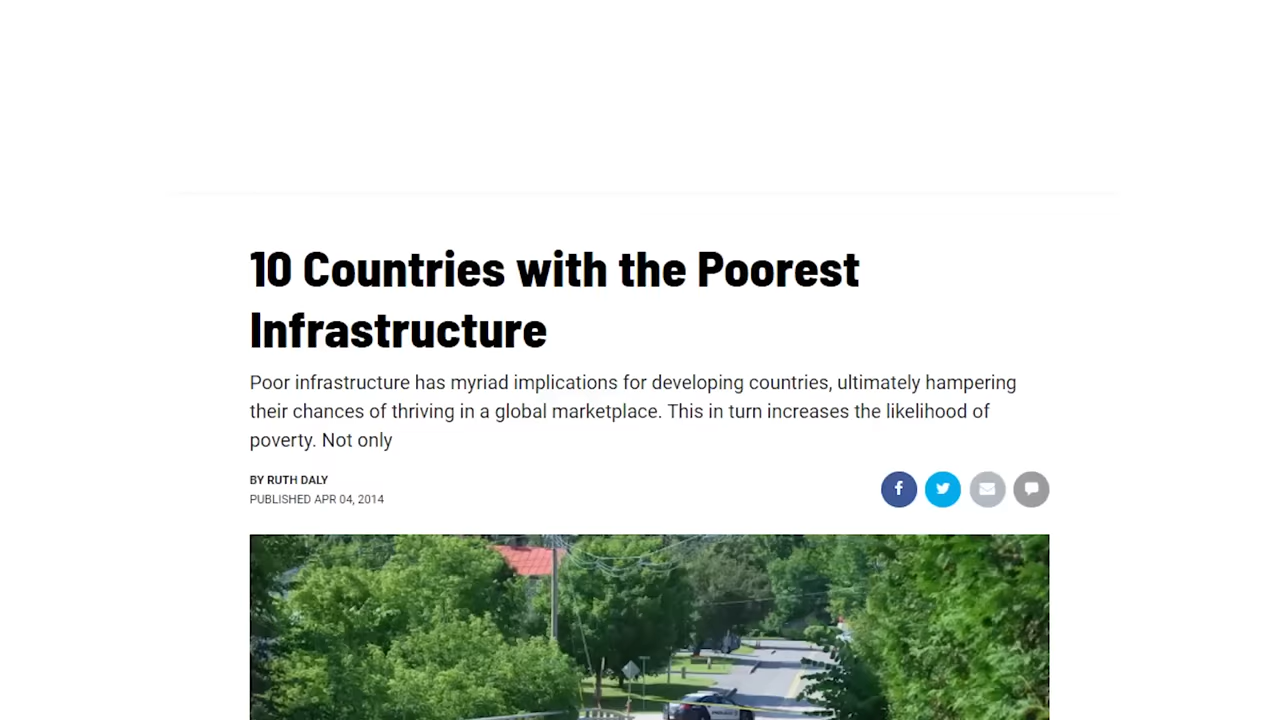 10 Countries with the Poorest
Infrastructure
Poor infrastructure has myriad implications for developing countries, ultimately hampering
their chances of thriving in a global marketplace. This in turn increases the likelihood of
poverty. Not only
BY RUTH DALY
PUBLISHED APR 04, 2014